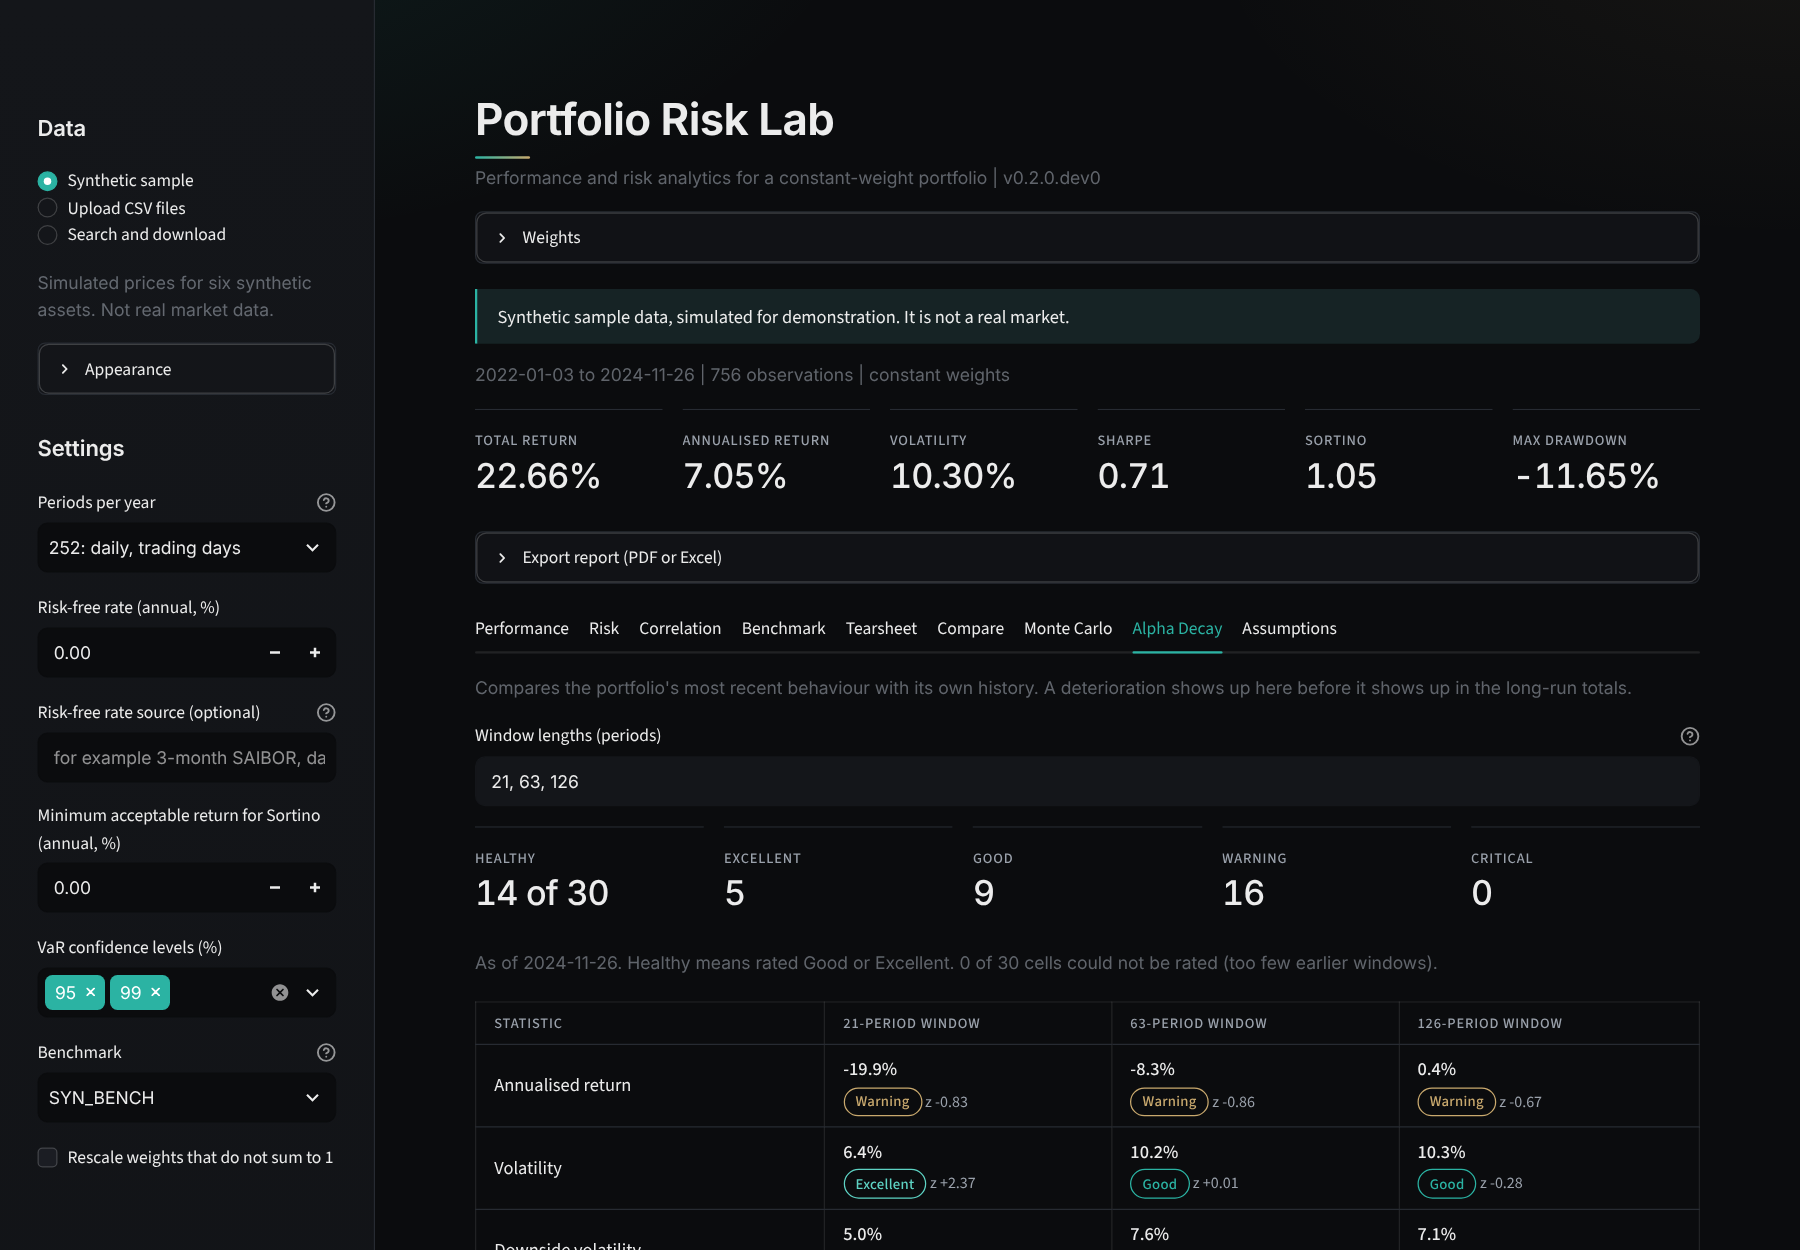 Data
Synthetic sample
Upload CSV files
Search and download
Simulated prices for six synthetic
assets. Not real market data.
Appearance
Settings
Periods per year
252: daily, trading days
Risk-free rate (annual, %)
0.00
Risk-free rate source (optional)
for example 3-month SAIBOR, da
Minimum acceptable return for Sortino
(annual, %)
0.00
VaR confidence levels (%)
95 × 99 ×
Benchmark
SYN_BENCH
Rescale weights that do not sum to 1
Portfolio Risk Lab
Performance and risk analytics for a constant-weight portfolio | v0.2.0.dev0
Weights
Synthetic sample data, simulated for demonstration. It is not a real market.
2022-01-03 to 2024-11-26 | 756 observations | constant weights
TOTAL RETURN ANNUALISED RETURN VOLATILITY SHARPE SORTINO MAX DRAWDOWN
22.66% 7.05% 10.30% 0.71 1.05 -11.65%
Export report (PDF or Excel)
Performance Risk Correlation Benchmark Tearsheet Compare Monte Carlo Alpha Decay Assumptions
Compares the portfolio's most recent behaviour with its own history. A deterioration shows up here before it shows up in the long-run totals.
Window lengths (periods)
21, 63, 126
HEALTHY EXCELLENT GOOD WARNING CRITICAL
14 of 30 5 9 16 0
As of 2024-11-26. Healthy means rated Good or Excellent. 0 of 30 cells could not be rated (too few earlier windows).
STATISTIC 21-PERIOD WINDOW 63-PERIOD WINDOW 126-PERIOD WINDOW
-19.9% -8.3% 0.4%
Annualised return
Warning z -0.83 Warning z -0.86 Warning z -0.67
6.4% 10.2% 10.3%
Volatility
Excellent z +2.37 Good z +0.01 Good z -0.28
5.0% 7.6% 7.1%
Downside volatility